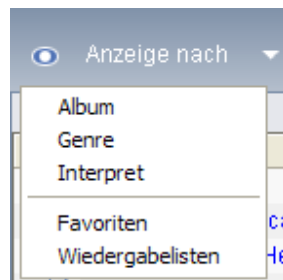 Anzeige nach
Album
Genre
Interpret
Favoriten
Wiedergabelisten